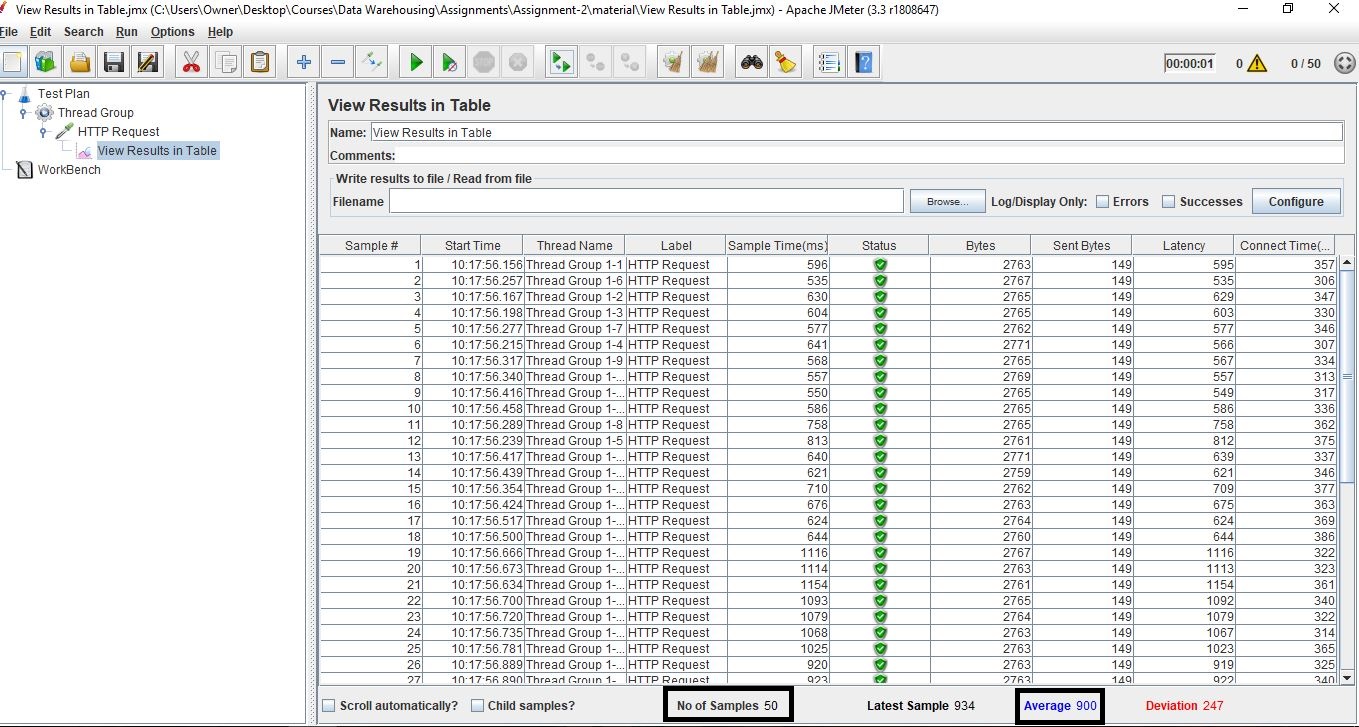 View Results in Table.jmx (C:\Users\Owner\Desktop\Courses\Data Warehousing\Assignments\Assignment-2\material\View Results in Table.jmx) - Apache JMeter (3.3 r1808647)
File Edit Search Run Options Help
00:00:01 0 0 / 50
Test Plan
Thread Group
HTTP Request
View Results in Table
WorkBench
View Results in Table
Name: View Results in Table
Comments:
Write results to file / Read from file
Filename Browse... Log/Display Only: Errors Successes Configure
Sample # Start Time Thread Name Label Sample Time(ms) Status Bytes Sent Bytes Latency Connect Time(...
1 10:17:56.156 Thread Group 1-1 HTTP Request 596 2763 149 595 357
2 10:17:56.257 Thread Group 1-6 HTTP Request 535 2767 149 535 306
3 10:17:56.167 Thread Group 1-2 HTTP Request 630 2765 149 629 347
4 10:17:56.198 Thread Group 1-3 HTTP Request 604 2765 149 603 330
5 10:17:56.277 Thread Group 1-7 HTTP Request 577 2762 149 577 346
6 10:17:56.215 Thread Group 1-4 HTTP Request 641 2771 149 566 307
7 10:17:56.317 Thread Group 1-9 HTTP Request 568 2765 149 567 334
8 10:17:56.340 Thread Group 1-... HTTP Request 557 2769 149 557 313
9 10:17:56.416 Thread Group 1-... HTTP Request 550 2765 149 549 317
10 10:17:56.458 Thread Group 1-... HTTP Request 586 2765 149 586 336
11 10:17:56.289 Thread Group 1-8 HTTP Request 758 2765 149 758 362
12 10:17:56.239 Thread Group 1-5 HTTP Request 813 2761 149 812 375
13 10:17:56.417 Thread Group 1-... HTTP Request 640 2771 149 639 337
14 10:17:56.439 Thread Group 1-... HTTP Request 621 2759 149 621 346
15 10:17:56.354 Thread Group 1-... HTTP Request 710 2762 149 709 377
16 10:17:56.424 Thread Group 1-... HTTP Request 676 2763 149 675 363
17 10:17:56.517 Thread Group 1-... HTTP Request 624 2764 149 624 369
18 10:17:56.500 Thread Group 1-... HTTP Request 644 2760 149 644 386
19 10:17:56.666 Thread Group 1-... HTTP Request 1116 2767 149 1116 322
20 10:17:56.673 Thread Group 1-... HTTP Request 1114 2763 149 1113 323
21 10:17:56.634 Thread Group 1-... HTTP Request 1154 2761 149 1154 361
22 10:17:56.700 Thread Group 1-... HTTP Request 1093 2765 149 1092 340
23 10:17:56.720 Thread Group 1-... HTTP Request 1079 2764 149 1079 322
24 10:17:56.735 Thread Group 1-... HTTP Request 1068 2763 149 1067 314
25 10:17:56.781 Thread Group 1-... HTTP Request 1025 2763 149 1023 365
26 10:17:56.889 Thread Group 1-... HTTP Request 920 2763 149 919 325
27 10:17:56.890 Thread Group 1-... HTTP Request 923 2763 149 922 340
Scroll automatically? Child samples? No of Samples 50 Latest Sample 934 Average 900 Deviation 247